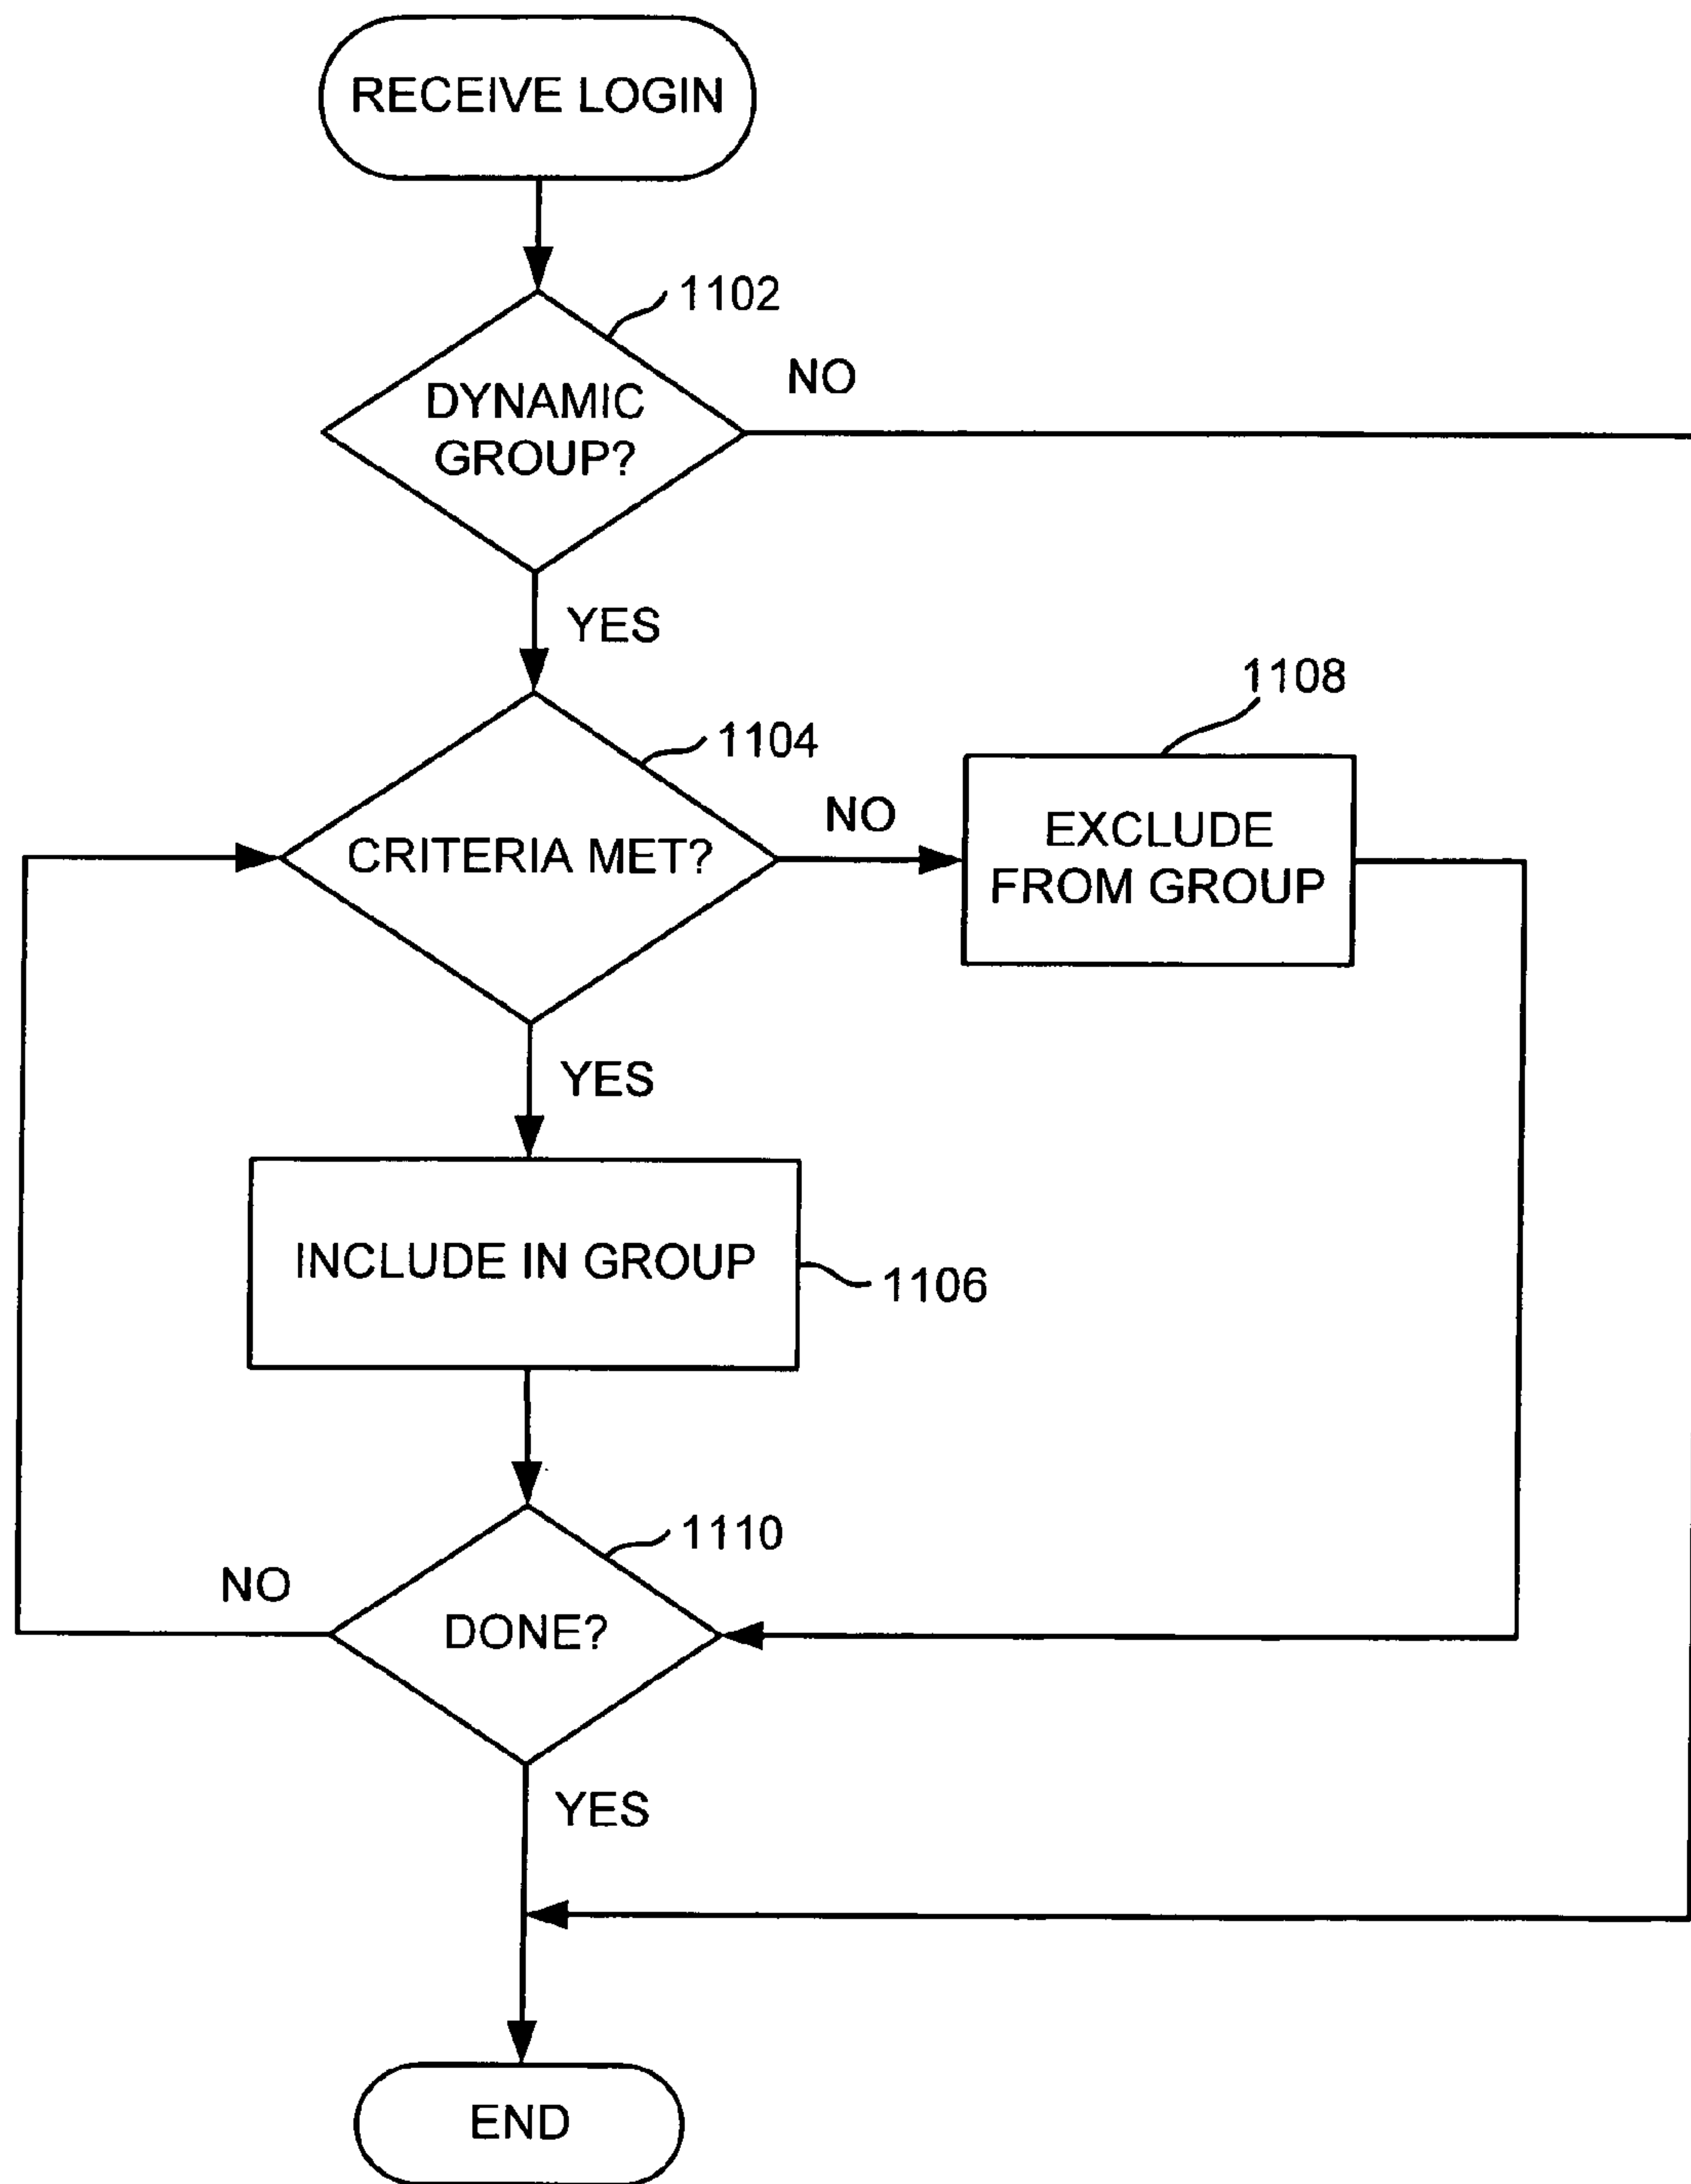 RECEIVE LOGIN
1102
DYNAMIC
GROUP?
NO
YES
1104
CRITERIA MET?
NO
1108
EXCLUDE
FROM GROUP
YES
INCLUDE IN GROUP
1106
1110
DONE?
NO
YES
END